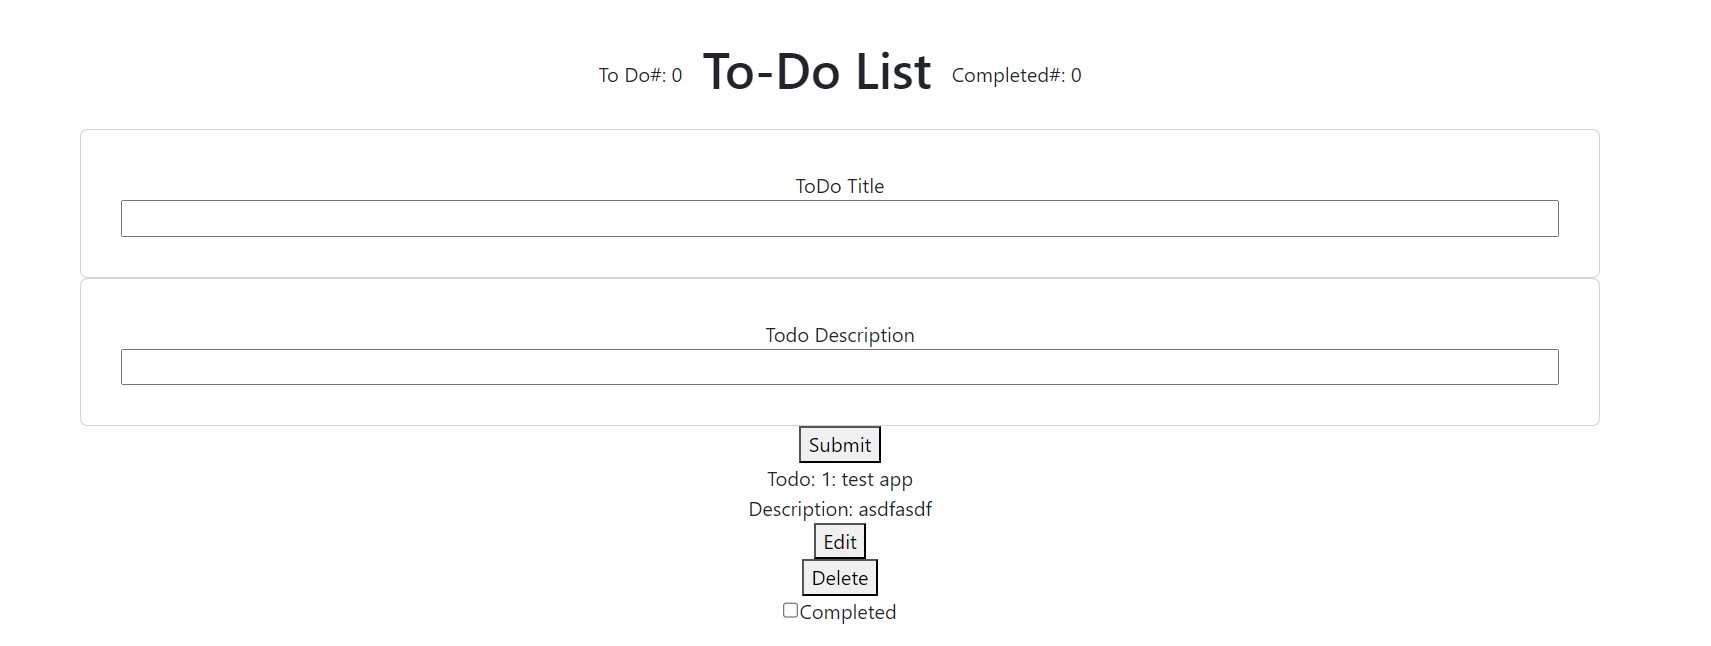 To Do#: 0 To-Do List Completed#: 0
ToDo Title
Todo Description
Submit
Todo: 1: test app
Description: asdfasdf
Edit
Delete
Completed